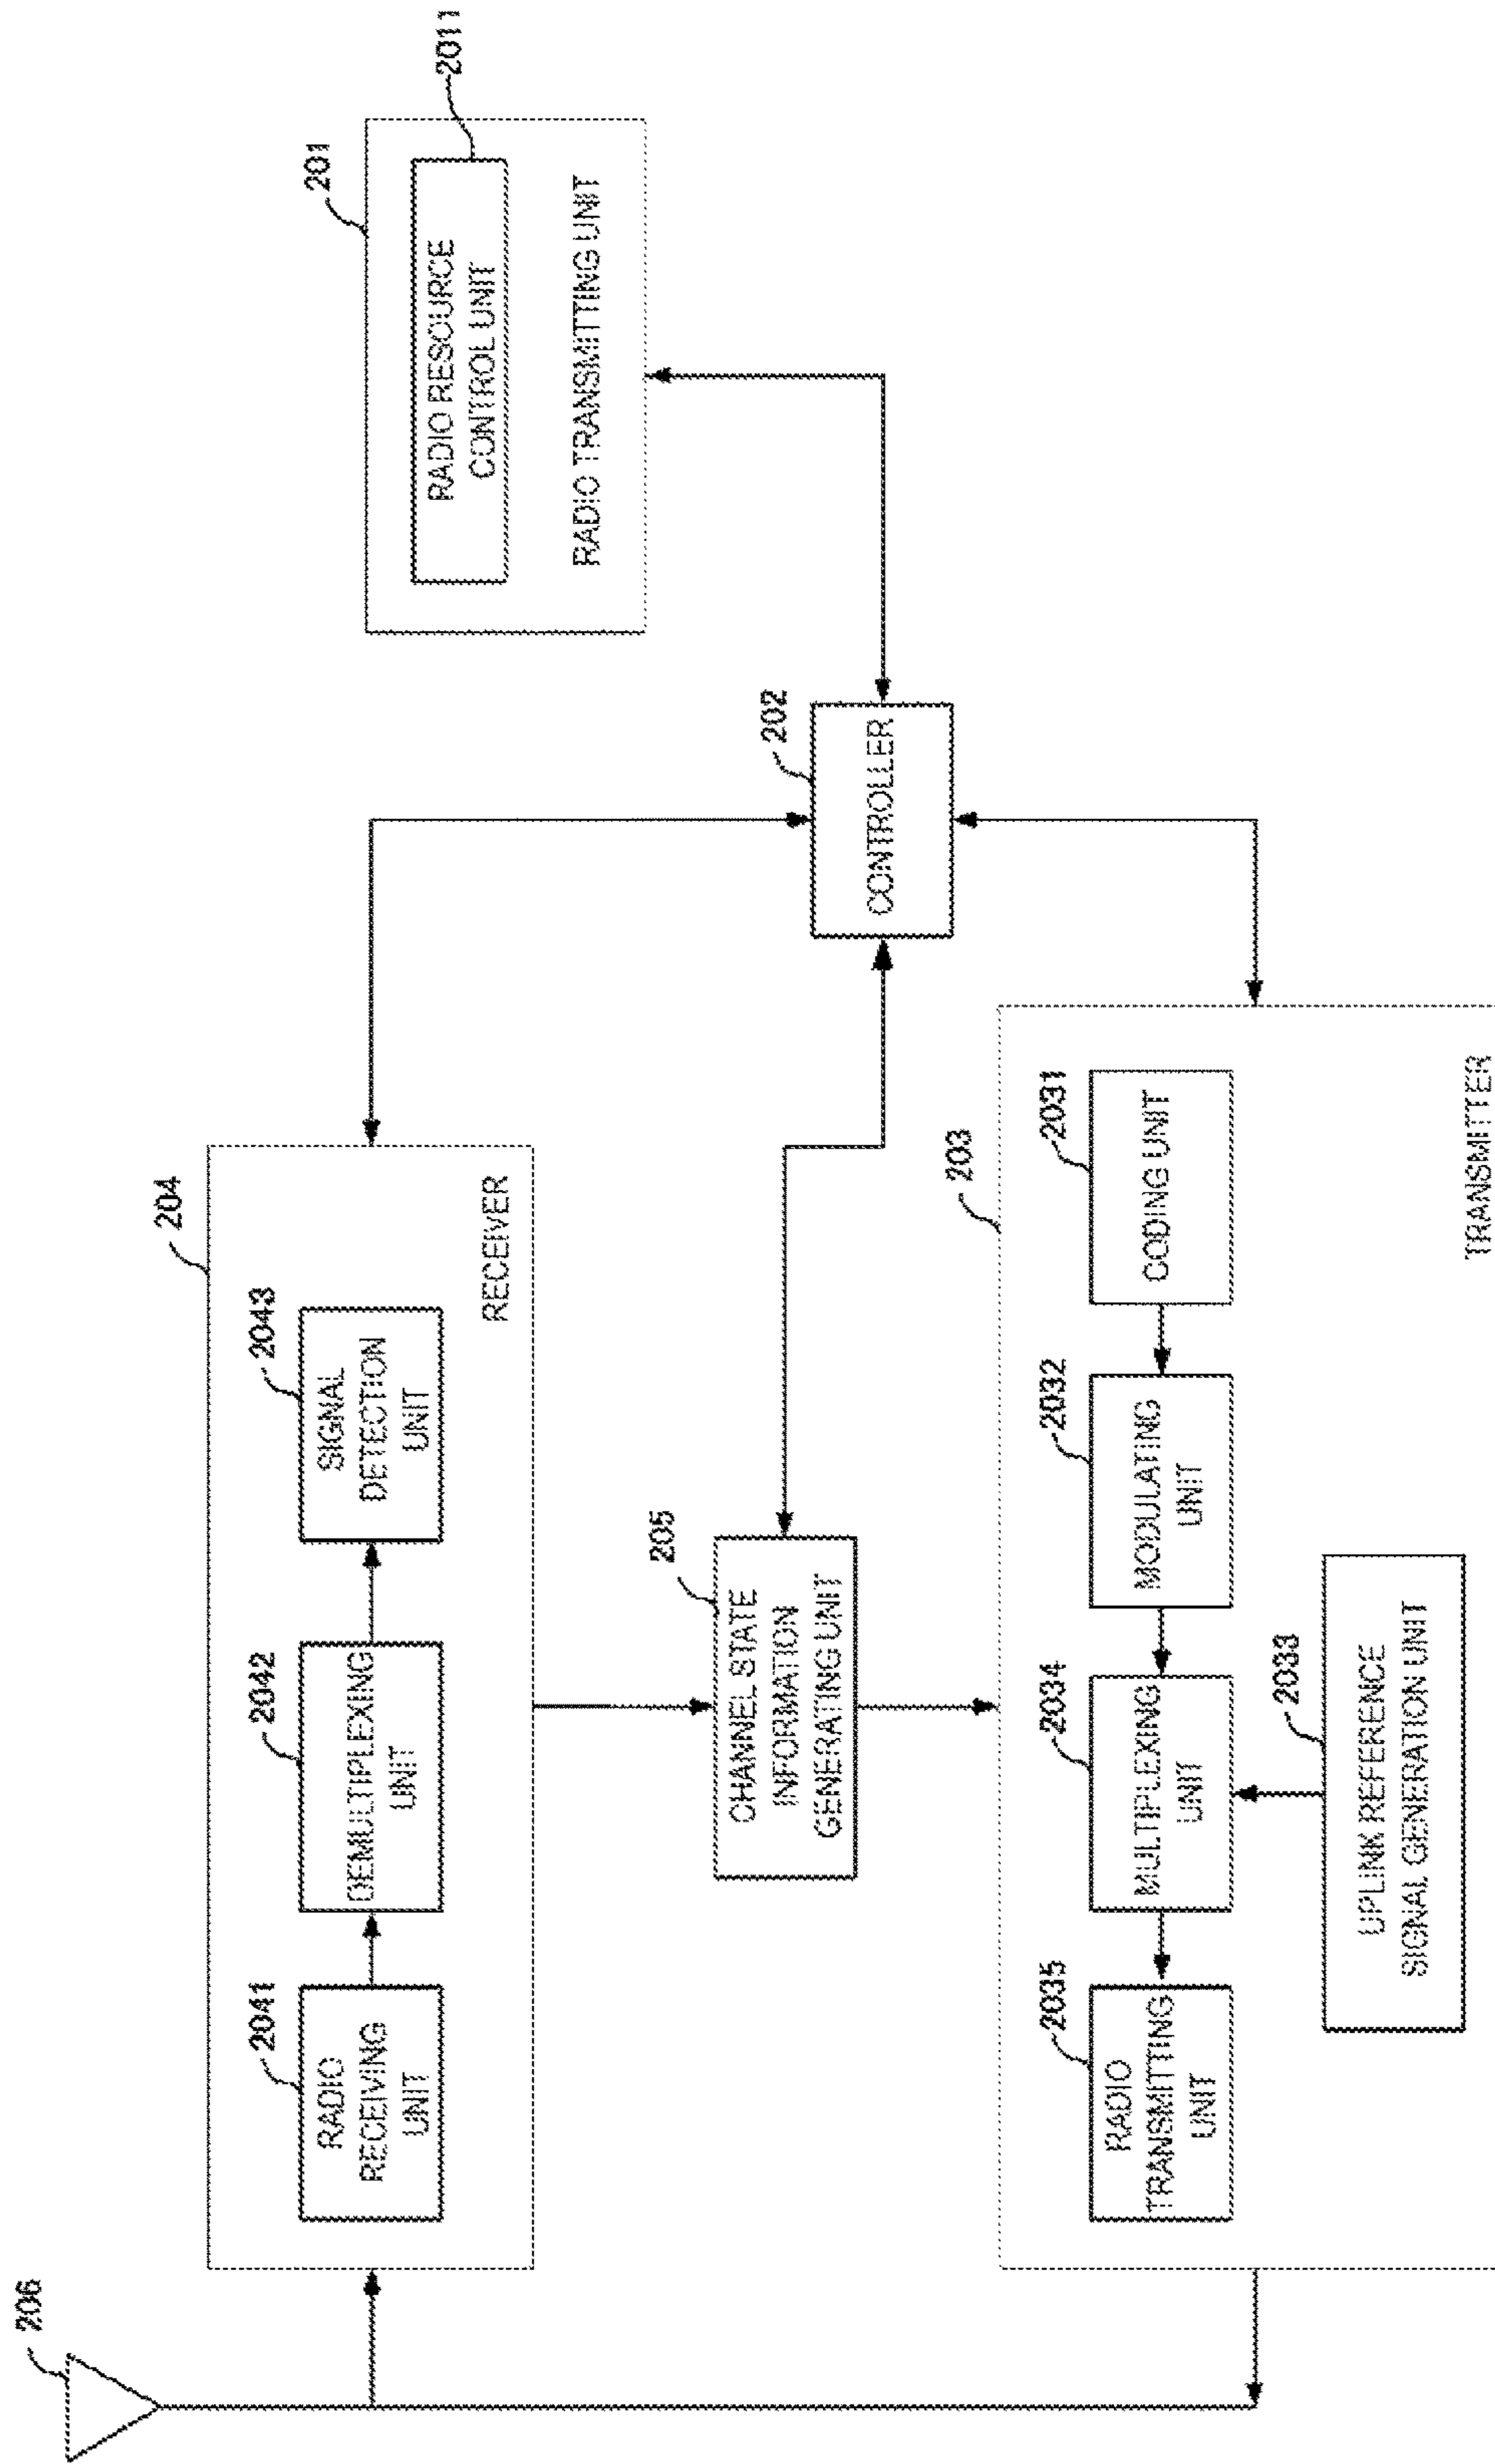 206
204
2041
RADIO
RECEIVING
UNIT
2042
DEMULTIPLEXING
UNIT
2043
SIGNAL
DETECTION
UNIT
RECEIVER
201
2011
RADIO RESOURCE
CONTROL UNIT
RADIO TRANSMITTING UNIT
205
CHANNEL STATE
INFORMATION
GENERATING UNIT
202
CONTROLLER
203
2035
RADIO
TRANSMITTING
UNIT
2034
MULTIPLEXING
UNIT
2032
MODULATING
UNIT
2031
CODING UNIT
2033
UPLINK REFERENCE
SIGNAL GENERATION UNIT
TRANSMITTER